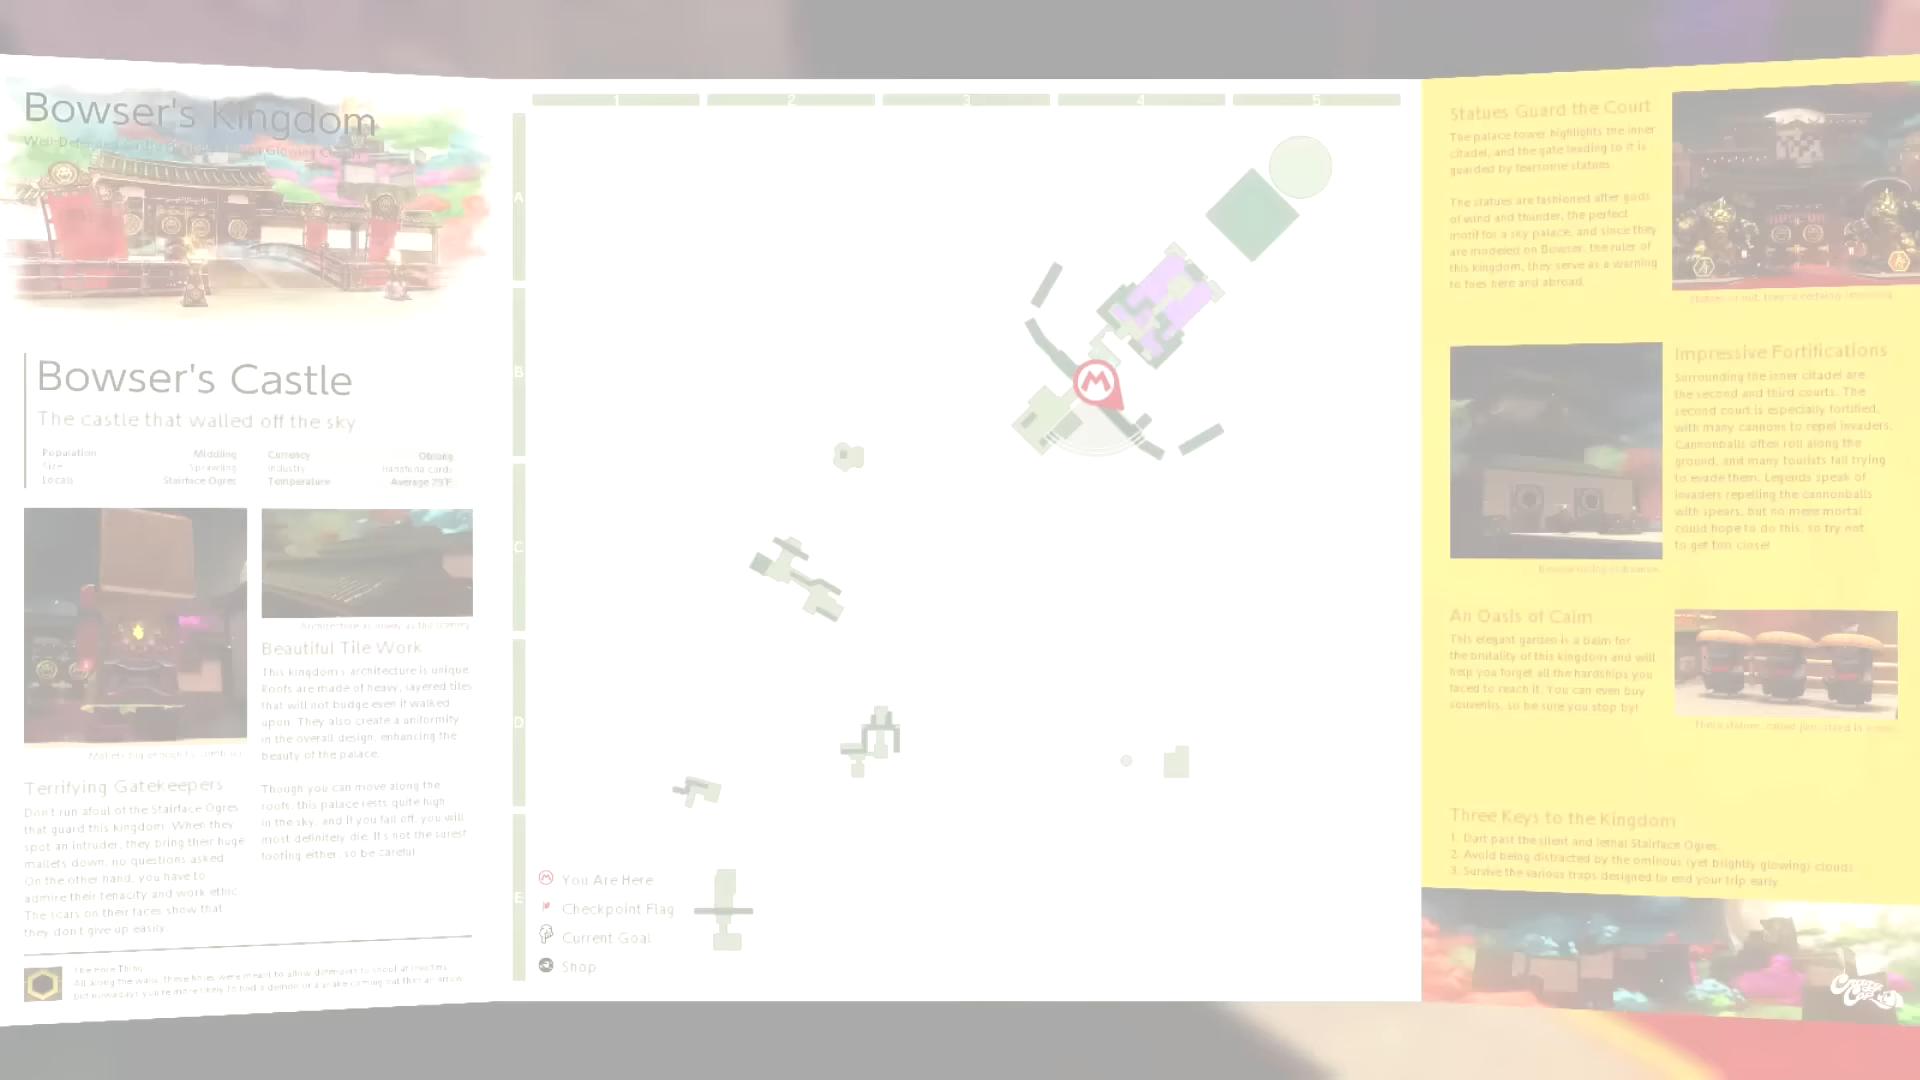 Bowser's Kingdom
Bowser's Castle
The castle that walled off the sky
Population Middling
Size Sprawling
Locals Stairface Ogres
Currency
Industry Hanafuda cards
Temperature Average 79°F
Architecture as showy as the scenery.
Beautiful Tile Work
This kingdom's architecture is unique.
Roofs are made of heavy, layered tiles
that will not budge even if walked
upon. They also create a uniformity
in the overall design, enhancing the
beauty of the palace.
Though you can move along the
roofs, this palace rests quite high
in the sky, and if you fall off, you will
most definitely die. It's not the surest
footing either, so be careful!
Terrifying Gatekeepers
Don't run afoul of the Stairface Ogres
that guard this kingdom. When they
spot an intruder, they bring their huge
mallets down, no questions asked.
On the other hand, you have to
admire their tenacity and work ethic.
The scars on their faces show that
they don't give up easily.
1
2
3
4
5
A
B
C
D
E
You Are Here
Checkpoint Flag
Current Goal
Shop
Statues Guard the Court
The palace tower highlights the inner
citadel, and the gate leading to it is
guarded by fearsome statues.
The statues are fashioned after gods
of wind and thunder, the perfect
motif for a sky palace, and since they
are modeled on Bowser, the ruler of
this kingdom, they serve as a warning
to foes here and abroad.
Impressive Fortifications
Surrounding the inner citadel are
the second and third courts. The
second court is especially fortified,
with many cannons to repel invaders.
Cannonballs often roll along the
ground, and many tourists fall trying
to evade them. Legends speak of
invaders repelling the cannonballs
with spears, but no mere mortal
could hope to do this, so try not
to get too close!
An Oasis of Calm
This elegant garden is a balm for
the brutality of this kingdom and will
help you forget all the hardships you
faced to reach it. You can even buy
souvenirs, so be sure you stop by!
Three Keys to the Kingdom
1. Dart past the silent and lethal Stairface Ogres.
2. Avoid being distracted by the ominous (yet brightly glowing) clouds.
3. Survive the various traps designed to end your trip early.